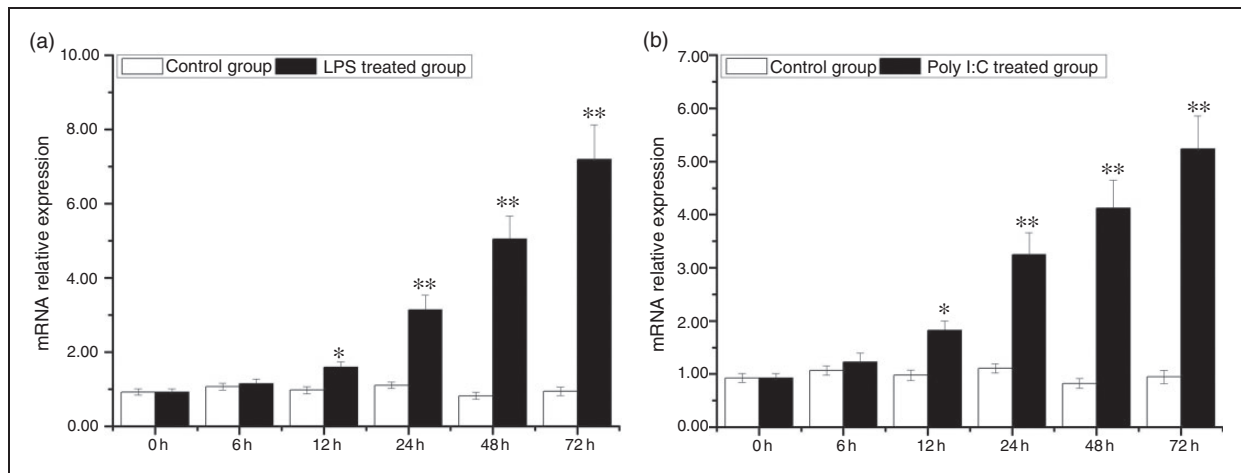 (a)
10.00
Control group LPS treated group
8.00
6.00
4.00
2.00
0.00
mRNA relative expression
*
**
**
**
0 h 6 h 12 h 24 h 48 h 72 h
(b)
7.00
Control group Poly I:C treated group
6.00
5.00
4.00
3.00
2.00
1.00
0.00
mRNA relative expression
*
**
**
**
0 h 6 h 12 h 24 h 48 h 72 h